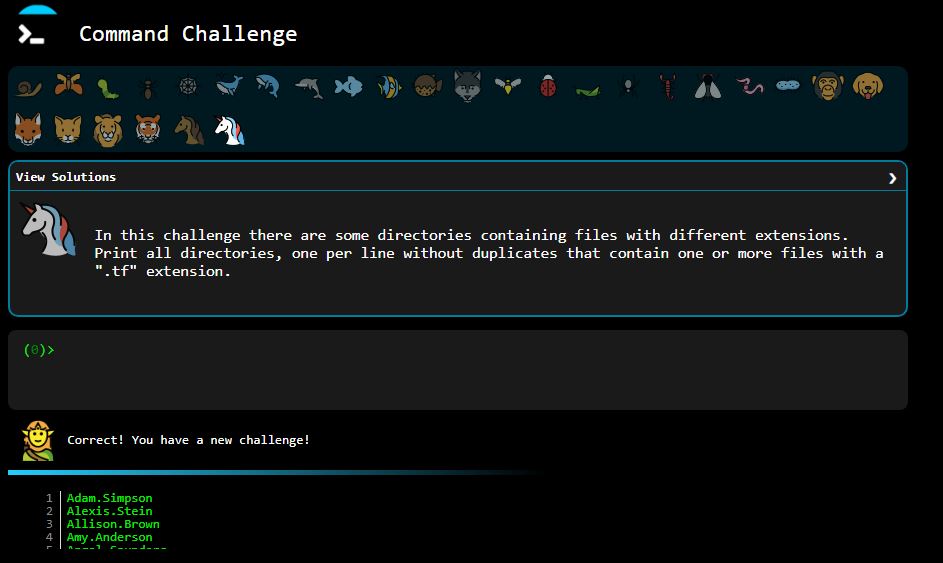 Command Challenge
View Solutions
In this challenge there are some directories containing files with different extensions.
Print all directories, one per line without duplicates that contain one or more files with a
".tf" extension.
(0)>
Correct! You have a new challenge!
1 Adam.Simpson
2 Alexis.Stein
3 Allison.Brown
4 Amy.Anderson